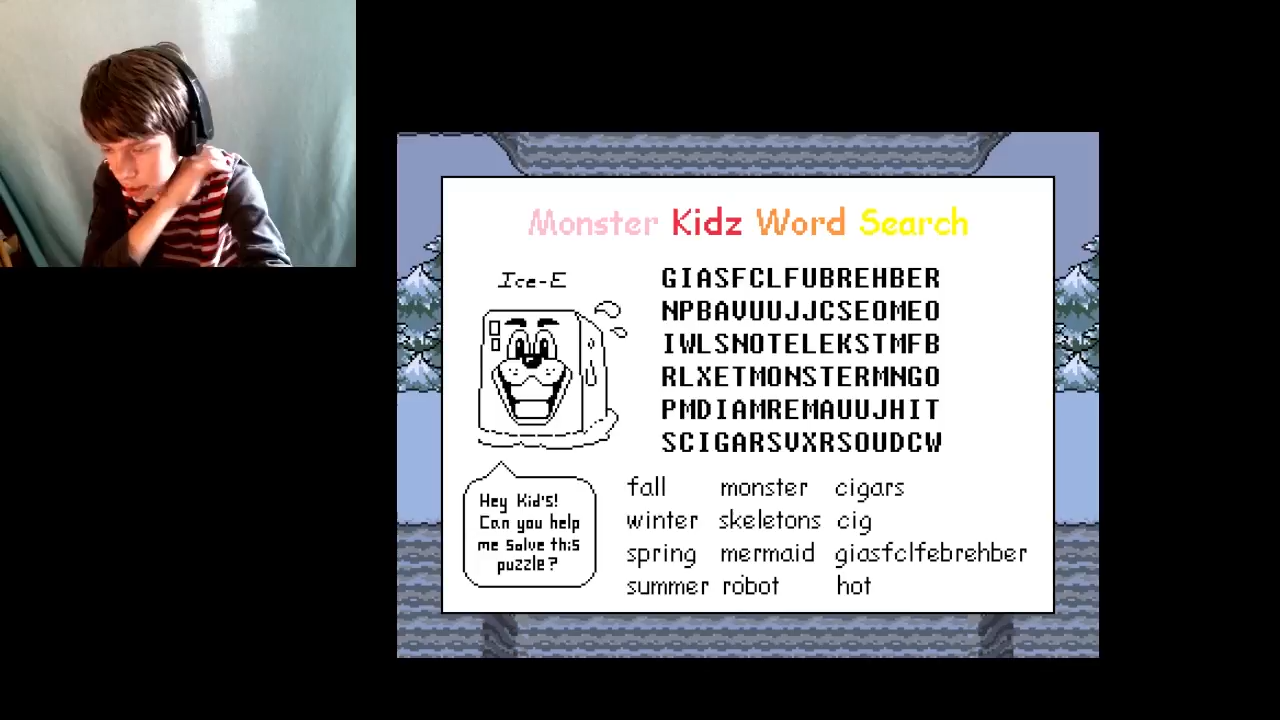 Monster Kidz Word Search
Ice-E
GIASFCLFUBREHBER
NPBAVUUJJCSEOMEO
IWLSNOTELEKSTMFB
RLXETMONSTERMNGO
PMDIAMREMAUUJHIT
SCIGARSVXRSOUDCW
Hey Kid's!
Can you help
me solve this
puzzle?
fall monster cigars
winter skeletons cig
spring mermaid giasfclfebrehber
summer robot hot